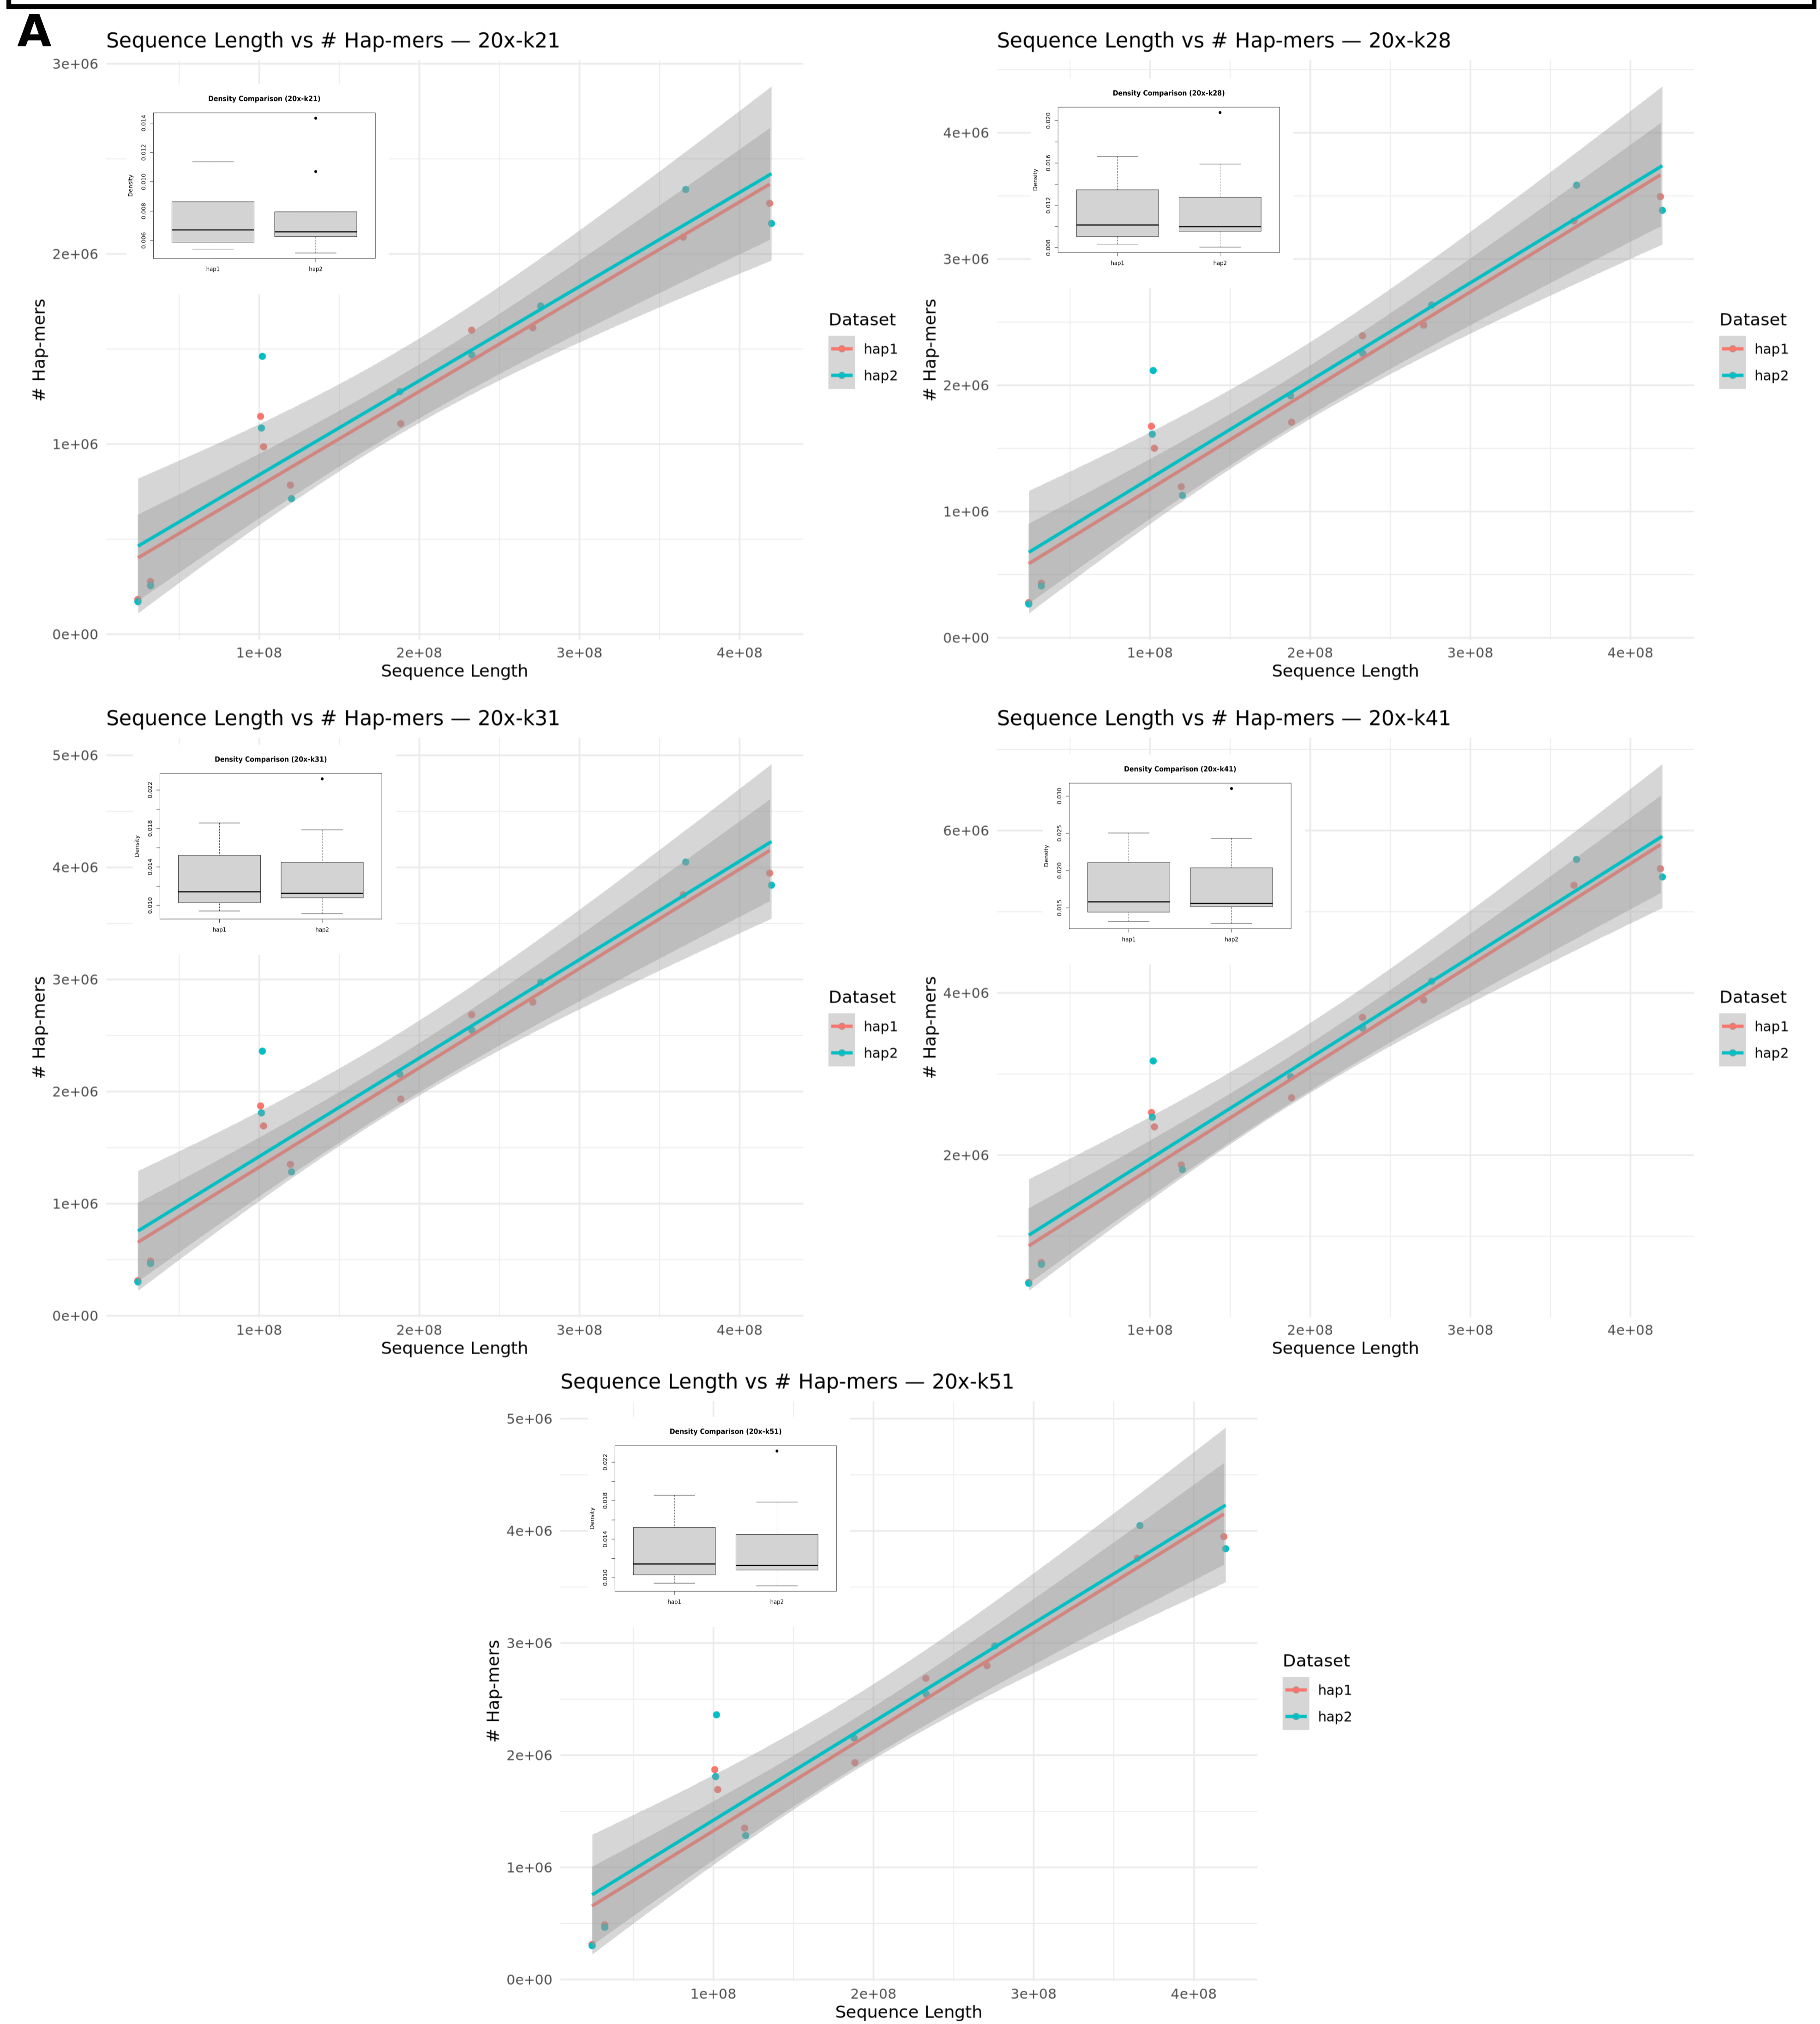 A
Sequence Length vs # Hap-mers — 20x-k21
3e+06
2e+06
1e+06
0e+00
# Hap-mers
Density Comparison (20x-k21)
0.014
0.012
0.010
0.008
0.006
Density
hap1 hap2
1e+08 2e+08 3e+08 4e+08
Sequence Length
Dataset
hap1
hap2
Sequence Length vs # Hap-mers — 20x-k28
4e+06
3e+06
2e+06
1e+06
0e+00
# Hap-mers
Density Comparison (20x-k28)
0.020
0.016
0.012
0.008
Density
hap1 hap2
1e+08 2e+08 3e+08 4e+08
Sequence Length
Dataset
hap1
hap2
Sequence Length vs # Hap-mers — 20x-k31
5e+06
4e+06
3e+06
2e+06
1e+06
0e+00
# Hap-mers
Density Comparison (20x-k31)
0.022
0.018
0.014
0.010
Density
hap1 hap2
1e+08 2e+08 3e+08 4e+08
Sequence Length
Dataset
hap1
hap2
Sequence Length vs # Hap-mers — 20x-k41
6e+06
4e+06
2e+06
# Hap-mers
Density Comparison (20x-k41)
0.030
0.025
0.020
0.015
Density
hap1 hap2
1e+08 2e+08 3e+08 4e+08
Sequence Length
Dataset
hap1
hap2
Sequence Length vs # Hap-mers — 20x-k51
5e+06
4e+06
3e+06
2e+06
1e+06
0e+00
# Hap-mers
Density Comparison (20x-k51)
0.022
0.018
0.014
0.010
Density
hap1 hap2
1e+08 2e+08 3e+08 4e+08
Sequence Length
Dataset
hap1
hap2